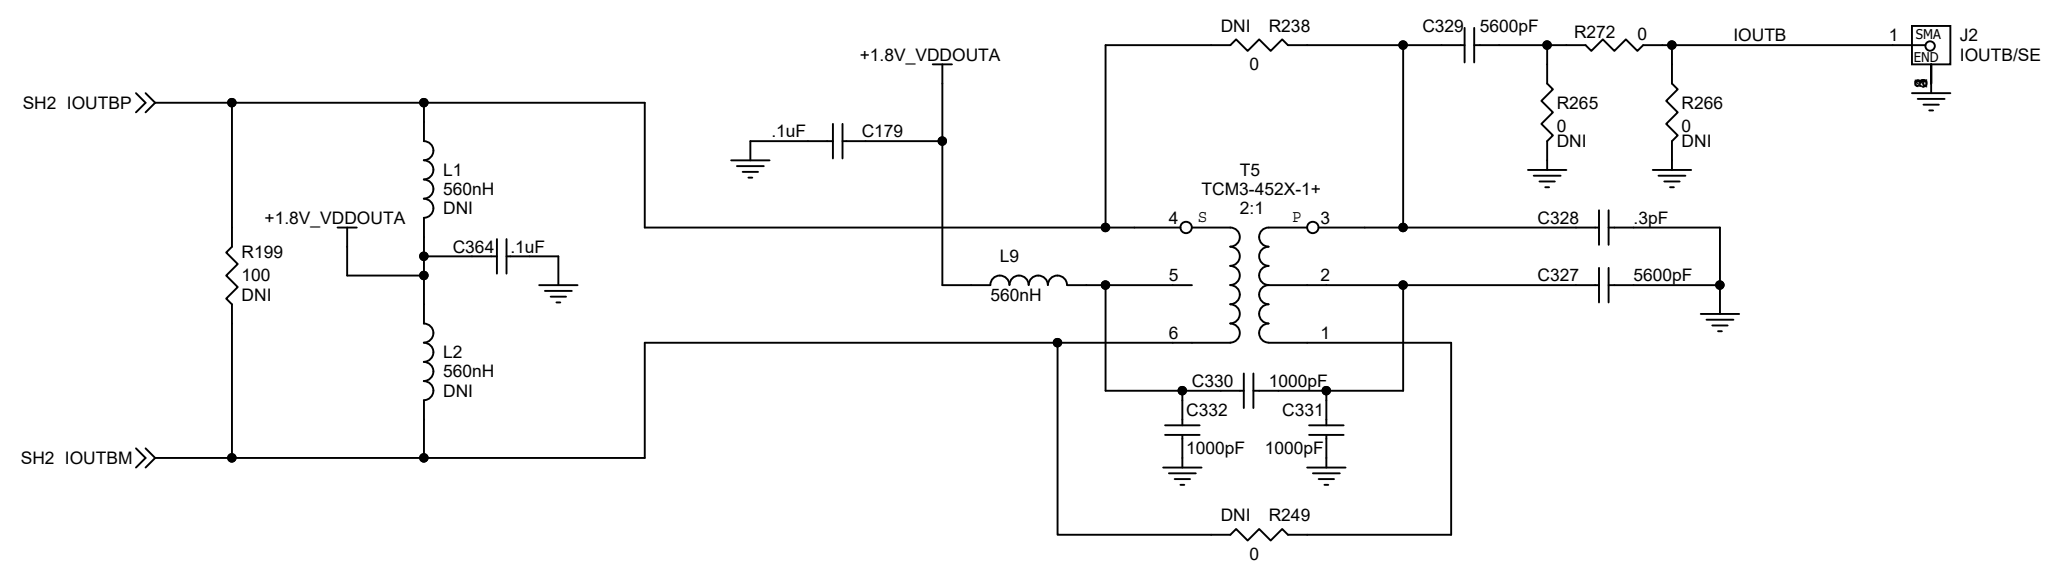 DNI R238
0
C329 5600pF
R272 0
IOUTB
1
SMA
END
J2
IOUTB/SE
+1.8V_VDDOUTA
SH2 IOUTBP
.1uF C179
R265
0
DNI
R266
0
DNI
L1
560nH
DNI
T5
TCM3-452X-1+
2:1
+1.8V_VDDOUTA
4 S
P 3
C328 .3pF
R199
100
DNI
C364 .1uF
L9
560nH
5
2
C327 5600pF
6
1
L2
560nH
DNI
C330 1000pF
C332
1000pF
C331
1000pF
SH2 IOUTBM
DNI R249
0